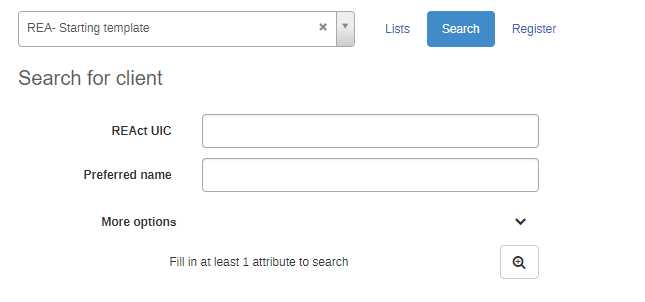 REA- Starting template × Lists Search Register
Search for client
REAct UIC
Preferred name
More options
Fill in at least 1 attribute to search